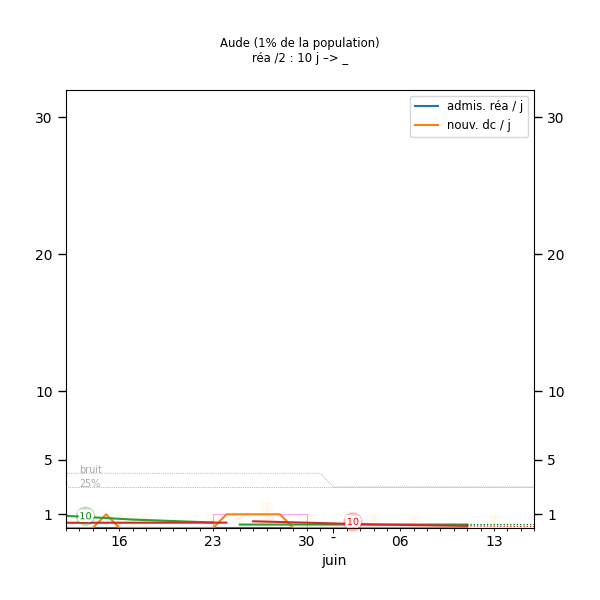 Aude (1% de la population)
réa /2 : 10 j –> _
admis. réa / j
nouv. dc / j
30 30
20 20
10 10
5 5
bruit
25%
1 1
10
10
16 23 30 - 06 13
juin